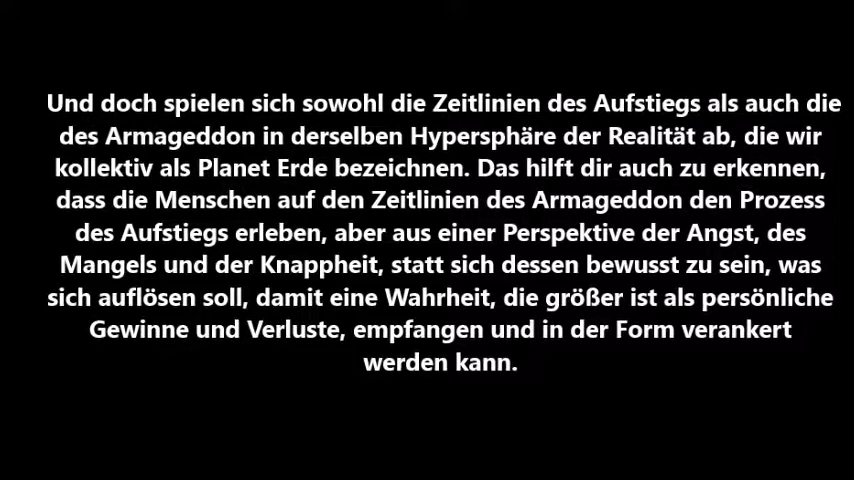 Und doch spielen sich sowohl die Zeitlinien des Aufstiegs als auch die
des Armageddon in derselben Hypersphäre der Realität ab, die wir
kollektiv als Planet Erde bezeichnen. Das hilft dir auch zu erkennen,
dass die Menschen auf den Zeitlinien des Armageddon den Prozess
des Aufstiegs erleben, aber aus einer Perspektive der Angst, des
Mangels und der Knappheit, statt sich dessen bewusst zu sein, was
sich auflösen soll, damit eine Wahrheit, die größer ist als persönliche
Gewinne und Verluste, empfangen und in der Form verankert
werden kann.